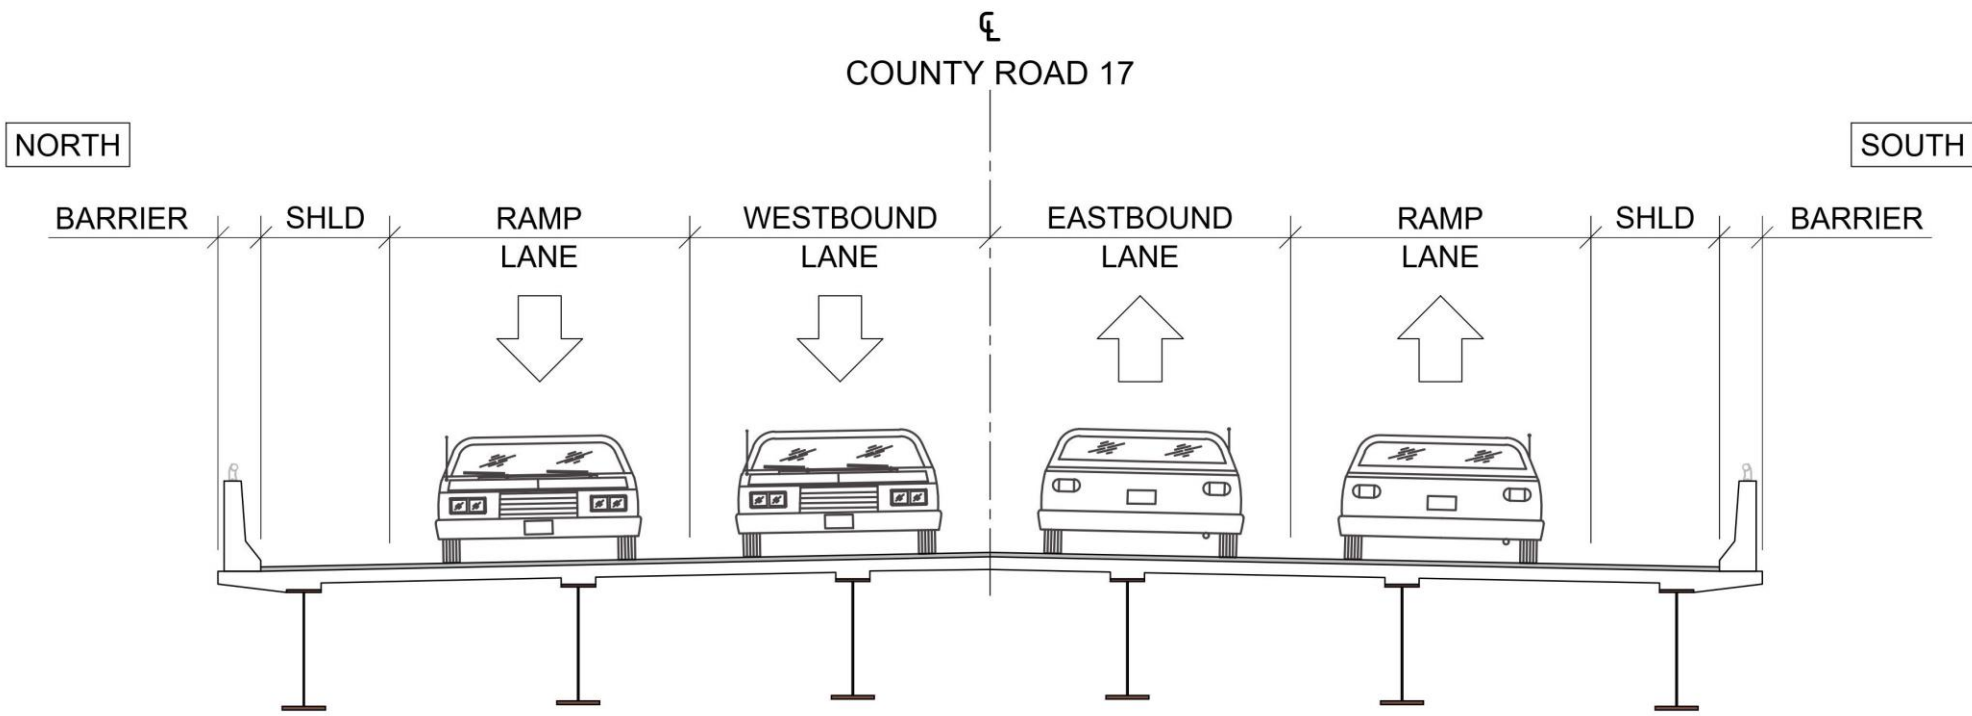 ℄
COUNTY ROAD 17
NORTH
SOUTH
BARRIER SHLD RAMP WESTBOUND EASTBOUND RAMP SHLD BARRIER
LANE LANE LANE LANE